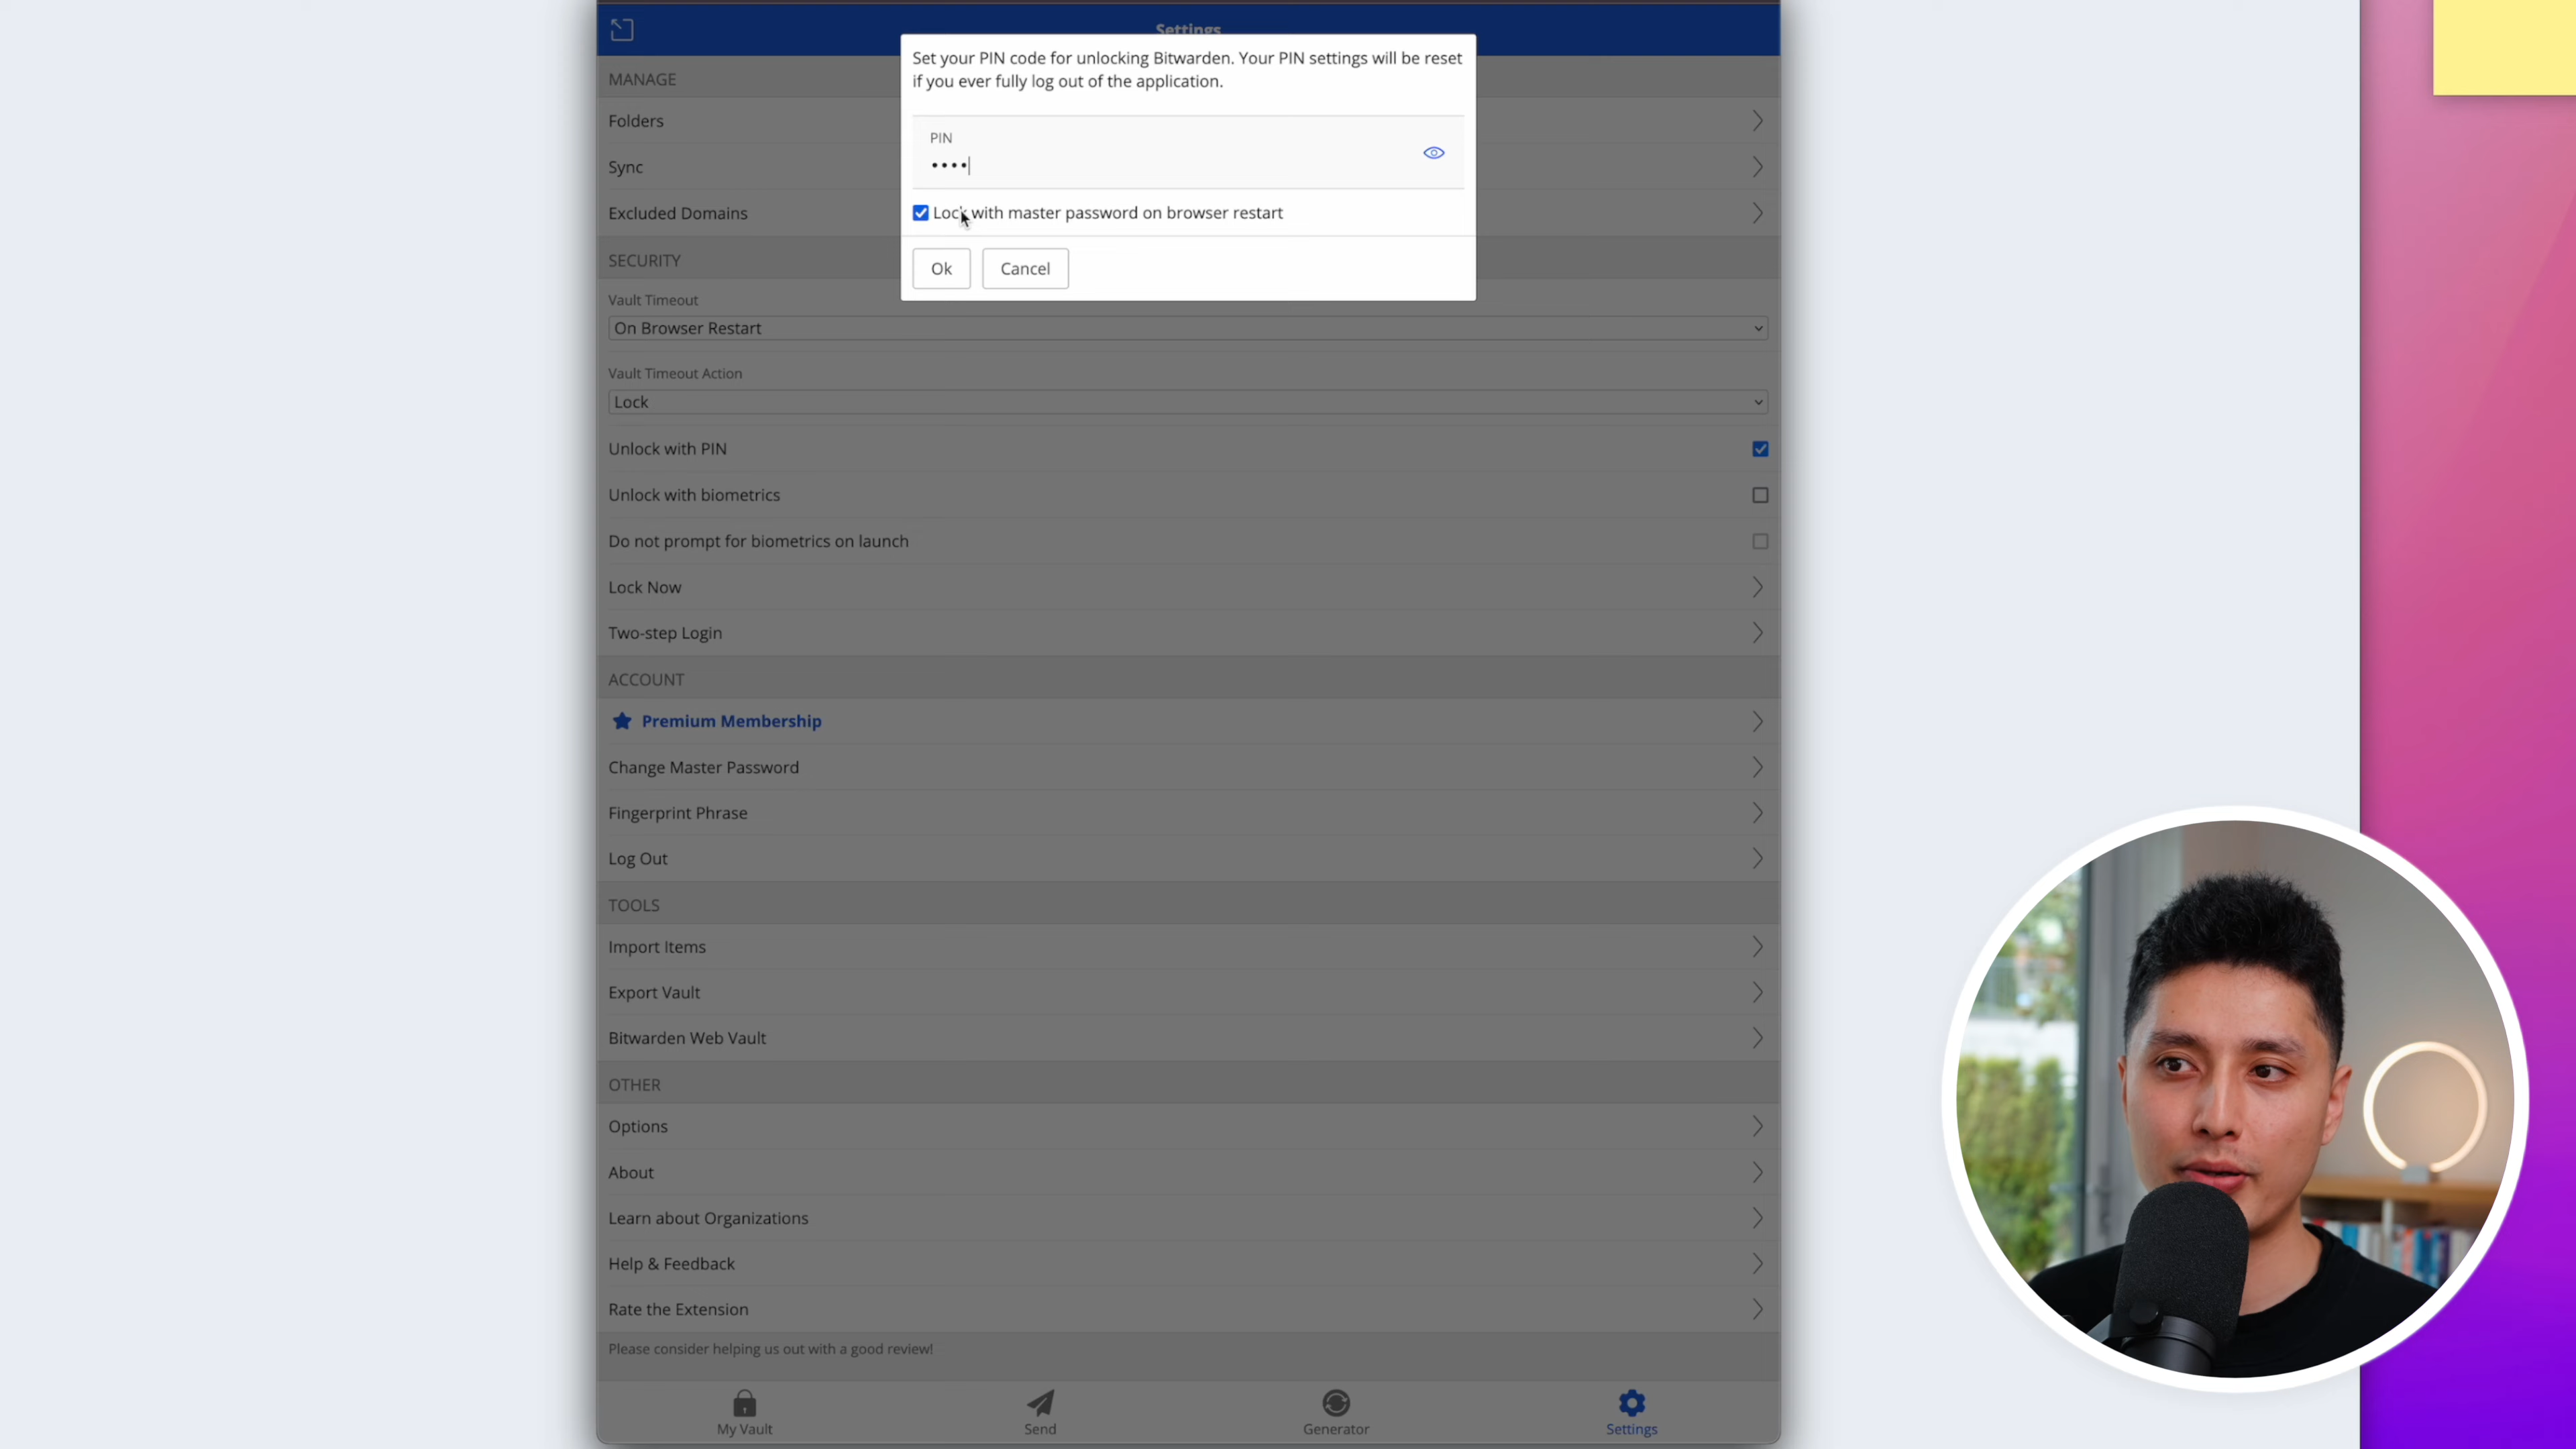 Settings
Set your PIN code for unlocking Bitwarden. Your PIN settings will be reset
if you ever fully log out of the application.
PIN
••••
Lock with master password on browser restart
Ok
Cancel
MANAGE
Folders
Sync
Excluded Domains
SECURITY
Vault Timeout
On Browser Restart
Vault Timeout Action
Lock
Unlock with PIN
Unlock with biometrics
Do not prompt for biometrics on launch
Lock Now
Two-step Login
ACCOUNT
Premium Membership
Change Master Password
Fingerprint Phrase
Log Out
TOOLS
Import Items
Export Vault
Bitwarden Web Vault
OTHER
Options
About
Learn about Organizations
Help & Feedback
Rate the Extension
Please consider helping us out with a good review!
My Vault
Send
Generator
Settings